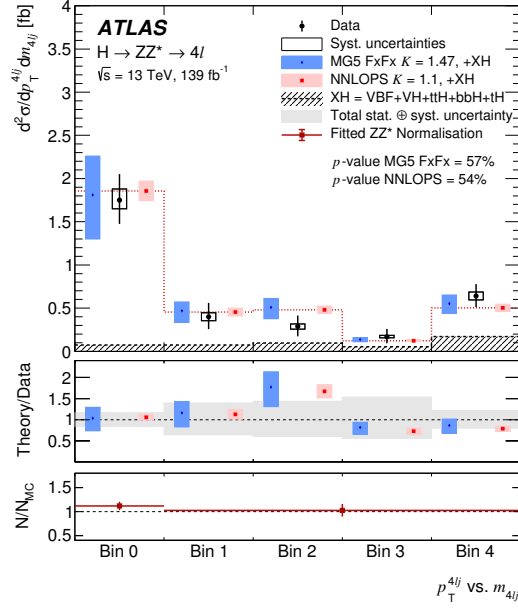 ATLAS
H → ZZ* → 4l
√s = 13 TeV, 139 fb⁻¹
Data
Syst. uncertainties
MG5 FxFx K = 1.47, +XH
NNLOPS K = 1.1, +XH
XH = VBF+VH+ttH+bbH+tH
Total stat. ⊕ syst. uncertainty
Fitted ZZ* Normalisation
p-value MG5 FxFx = 57%
p-value NNLOPS = 54%
d²σ/dp_T^{4lj} dm_{4lj} [fb]
4
3.5
3
2.5
2
1.5
1
0.5
0
Theory/Data
2
1.5
1
0.5
N/N_MC
1.5
1
0.5
Bin 0 Bin 1 Bin 2 Bin 3 Bin 4
p_T^{4lj} vs. m_{4lj}